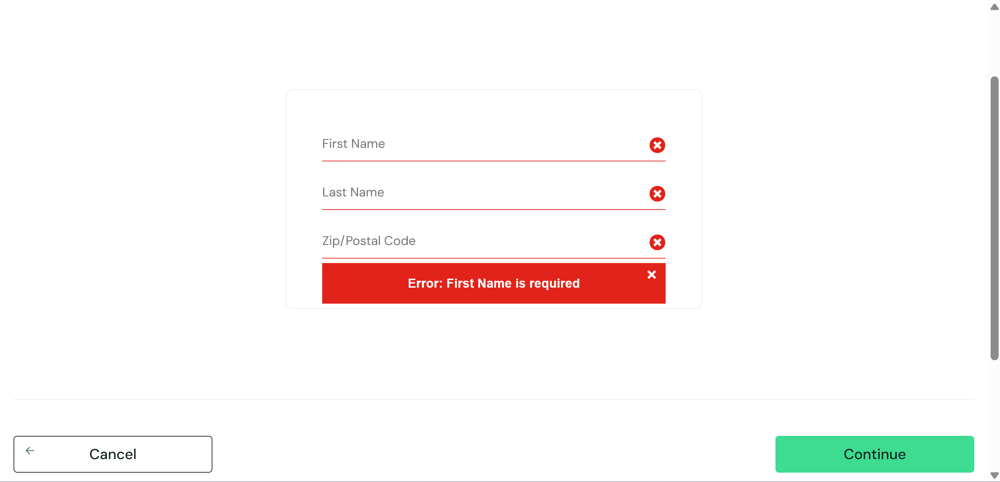 First Name
Last Name
Zip/Postal Code
Error: First Name is required
Cancel
Continue